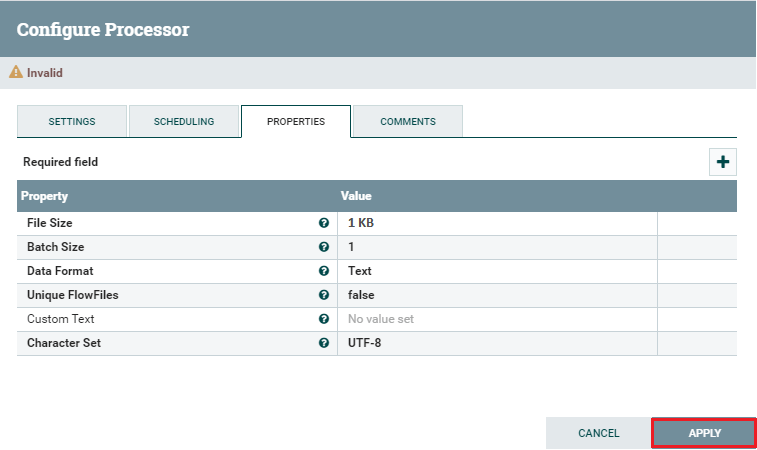 Configure Processor
Invalid
SETTINGS SCHEDULING PROPERTIES COMMENTS
Required field
Property Value
File Size 1 KB
Batch Size 1
Data Format Text
Unique FlowFiles false
Custom Text No value set
Character Set UTF-8
CANCEL APPLY